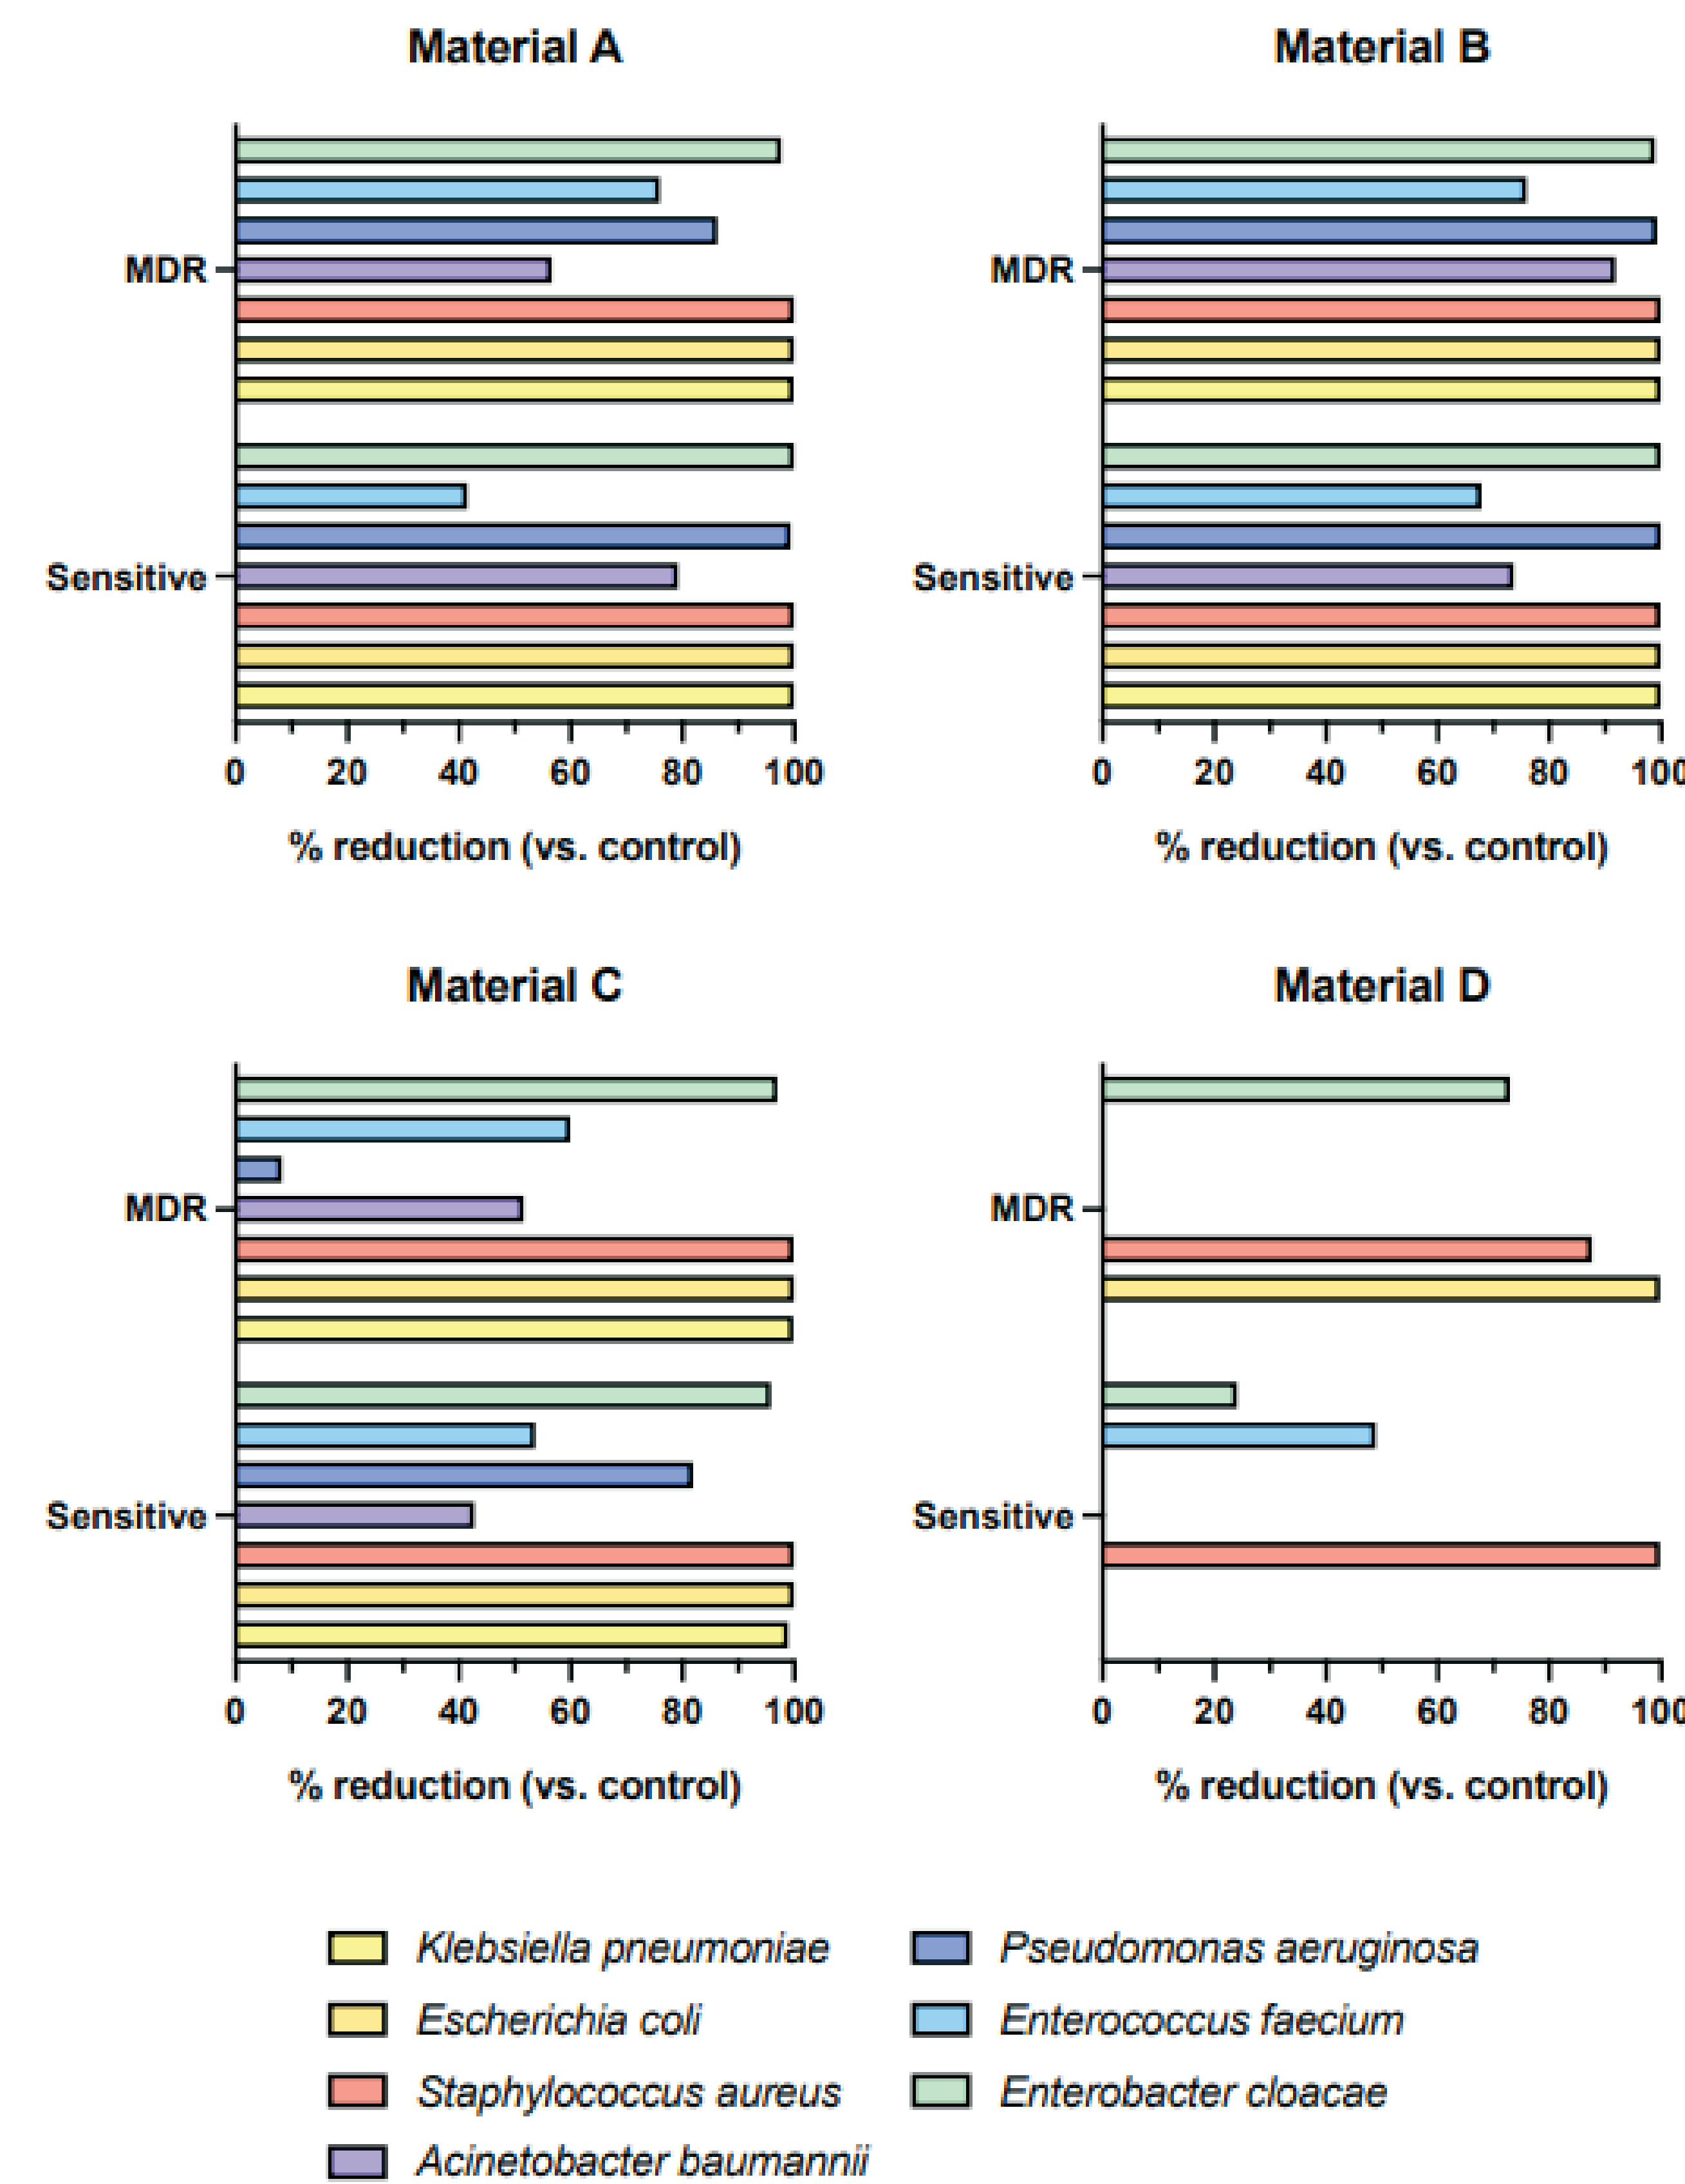 Material A
Material B
MDR
MDR
Sensitive
Sensitive
0 20 40 60 80 100
0 20 40 60 80 100
% reduction (vs. control)
% reduction (vs. control)
Material C
Material D
MDR
MDR
Sensitive
Sensitive
0 20 40 60 80 100
0 20 40 60 80 100
% reduction (vs. control)
% reduction (vs. control)
Klebsiella pneumoniae
Pseudomonas aeruginosa
Escherichia coli
Enterococcus faecium
Staphylococcus aureus
Enterobacter cloacae
Acinetobacter baumannii